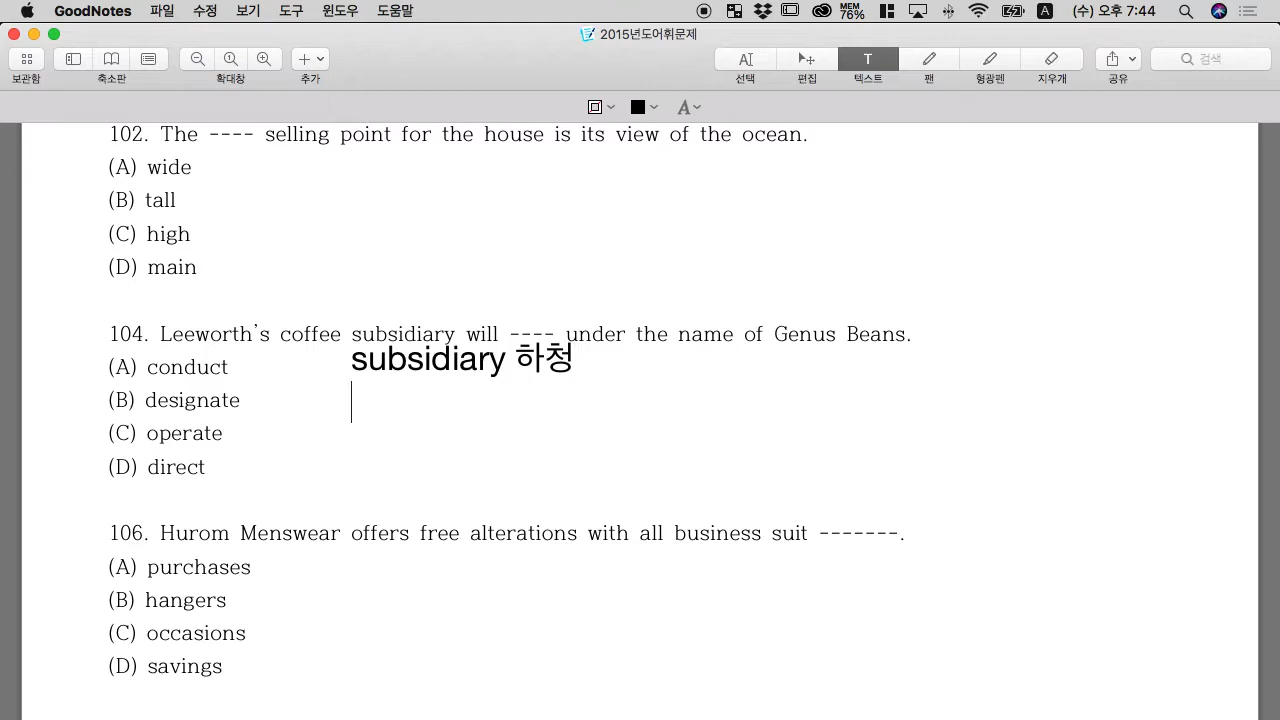 GoodNotes 파일 수정 보기 도구 윈도우 도움말 MEM 76% A (수) 오후 7:44
2015년도어휘문제
보관함 축소판 확대창 추가 선택 편집 텍스트 펜 형광펜 지우개 공유 검색
102. The ---- selling point for the house is its view of the ocean.
(A) wide
(B) tall
(C) high
(D) main
104. Leeworth's coffee subsidiary will ---- under the name of Genus Beans.
subsidiary 하청
(A) conduct
(B) designate
(C) operate
(D) direct
106. Hurom Menswear offers free alterations with all business suit -------.
(A) purchases
(B) hangers
(C) occasions
(D) savings